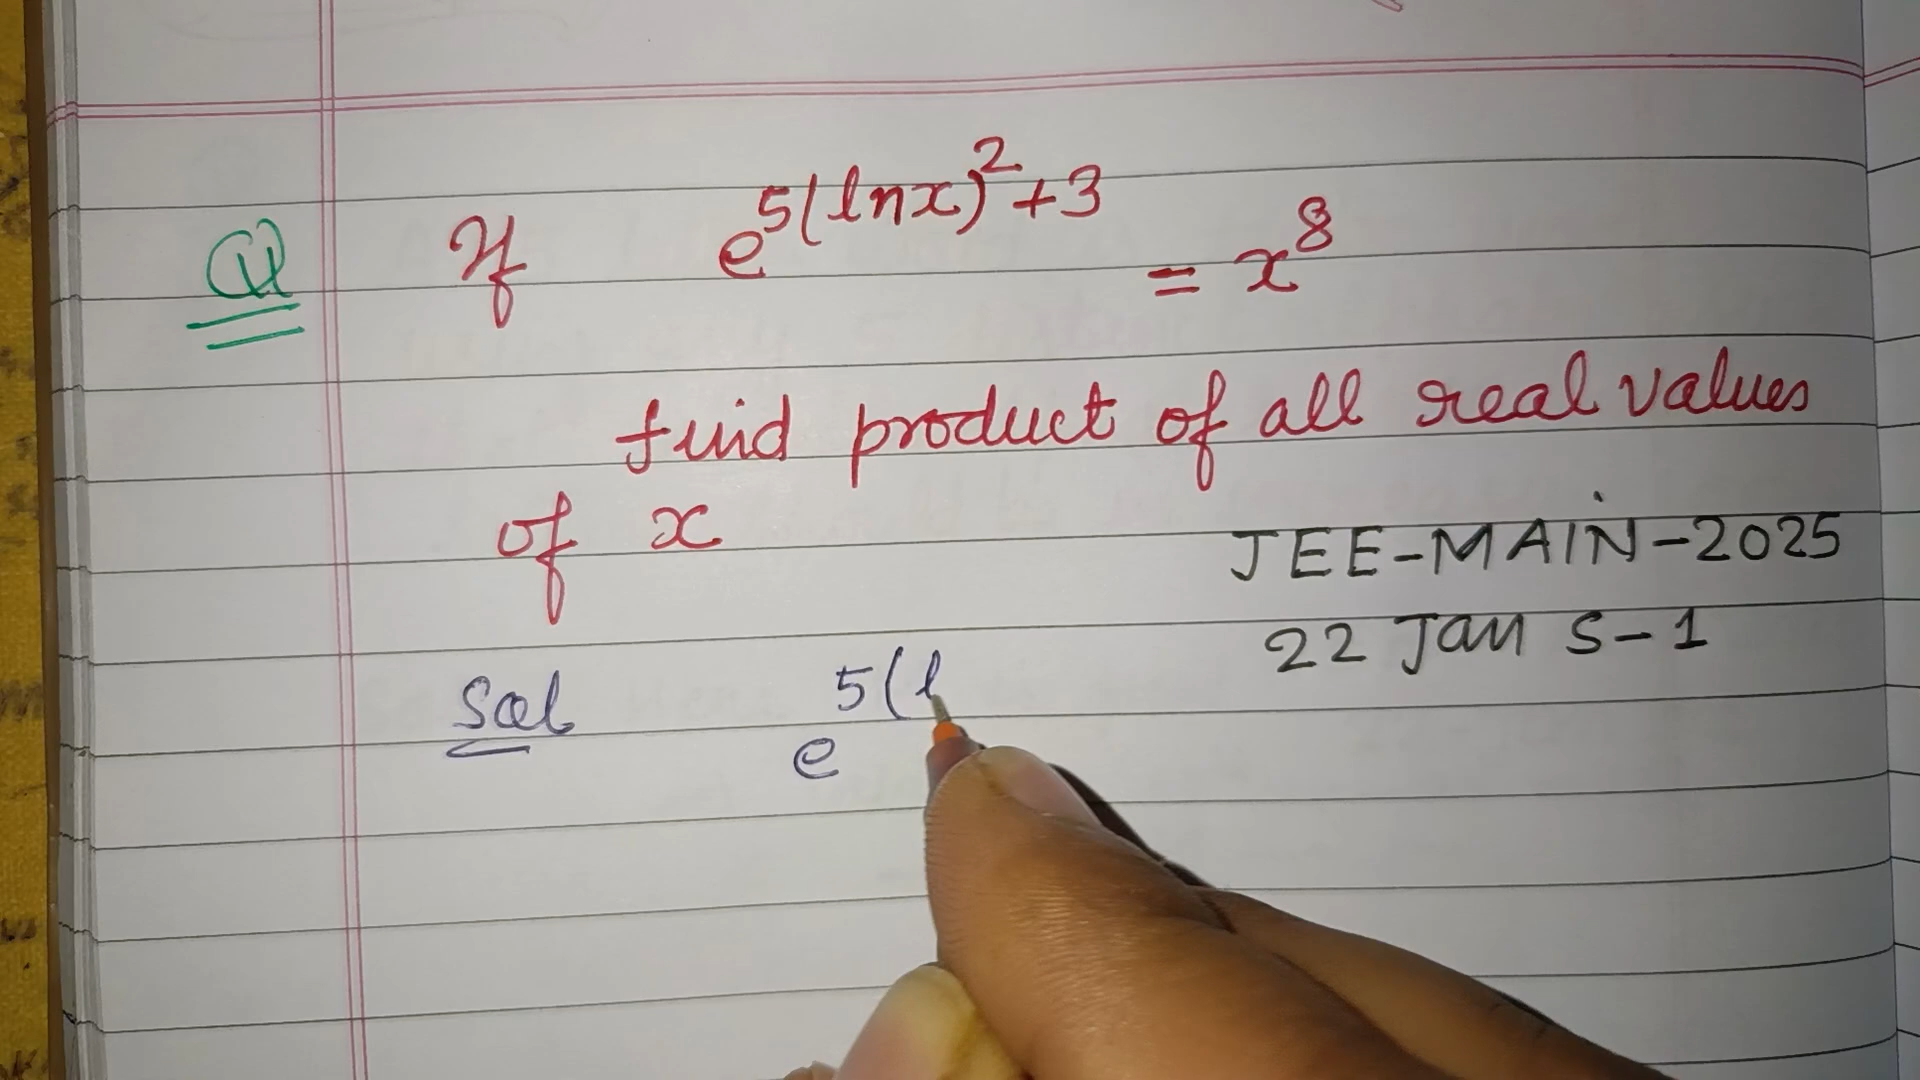 Q If e^{5(lnx)^2+3} = x^8
find product of all real values
of x
JEE-MAIN-2025
22 Jan S-1
Sol e^{5(l